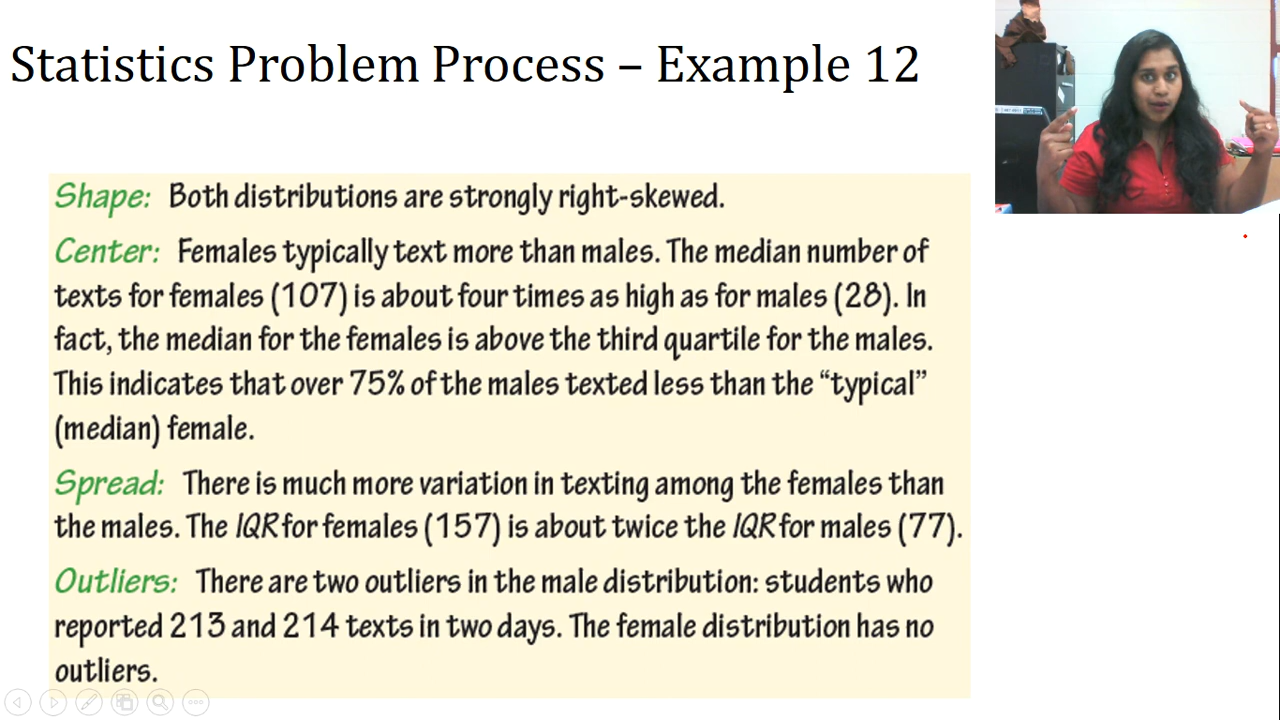 Statistics Problem Process – Example 12
Shape: Both distributions are strongly right-skewed.
Center: Females typically text more than males. The median number of
texts for females (107) is about four times as high as for males (28). In
fact, the median for the females is above the third quartile for the males.
This indicates that over 75% of the males texted less than the “typical”
(median) female.
Spread: There is much more variation in texting among the females than
the males. The IQR for females (157) is about twice the IQR for males (77).
Outliers: There are two outliers in the male distribution: students who
reported 213 and 214 texts in two days. The female distribution has no
outliers.